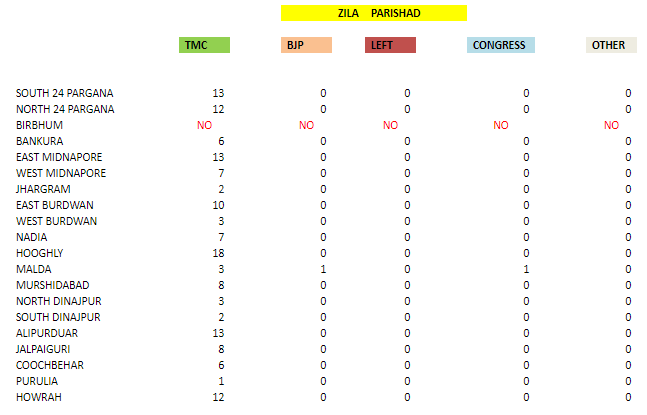 ZILA PARISHAD
TMC BJP LEFT CONGRESS OTHER
SOUTH 24 PARGANA 13 0 0 0 0
NORTH 24 PARGANA 12 0 0 0 0
BIRBHUM NO NO NO NO NO
BANKURA 6 0 0 0 0
EAST MIDNAPORE 13 0 0 0 0
WEST MIDNAPORE 7 0 0 0 0
JHARGRAM 2 0 0 0 0
EAST BURDWAN 10 0 0 0 0
WEST BURDWAN 3 0 0 0 0
NADIA 7 0 0 0 0
HOOGHLY 18 0 0 0 0
MALDA 3 1 0 1 0
MURSHIDABAD 8 0 0 0 0
NORTH DINAJPUR 3 0 0 0 0
SOUTH DINAJPUR 2 0 0 0 0
ALIPURDUAR 13 0 0 0 0
JALPAIGURI 8 0 0 0 0
COOCHBEHAR 6 0 0 0 0
PURULIA 1 0 0 0 0
HOWRAH 12 0 0 0 0